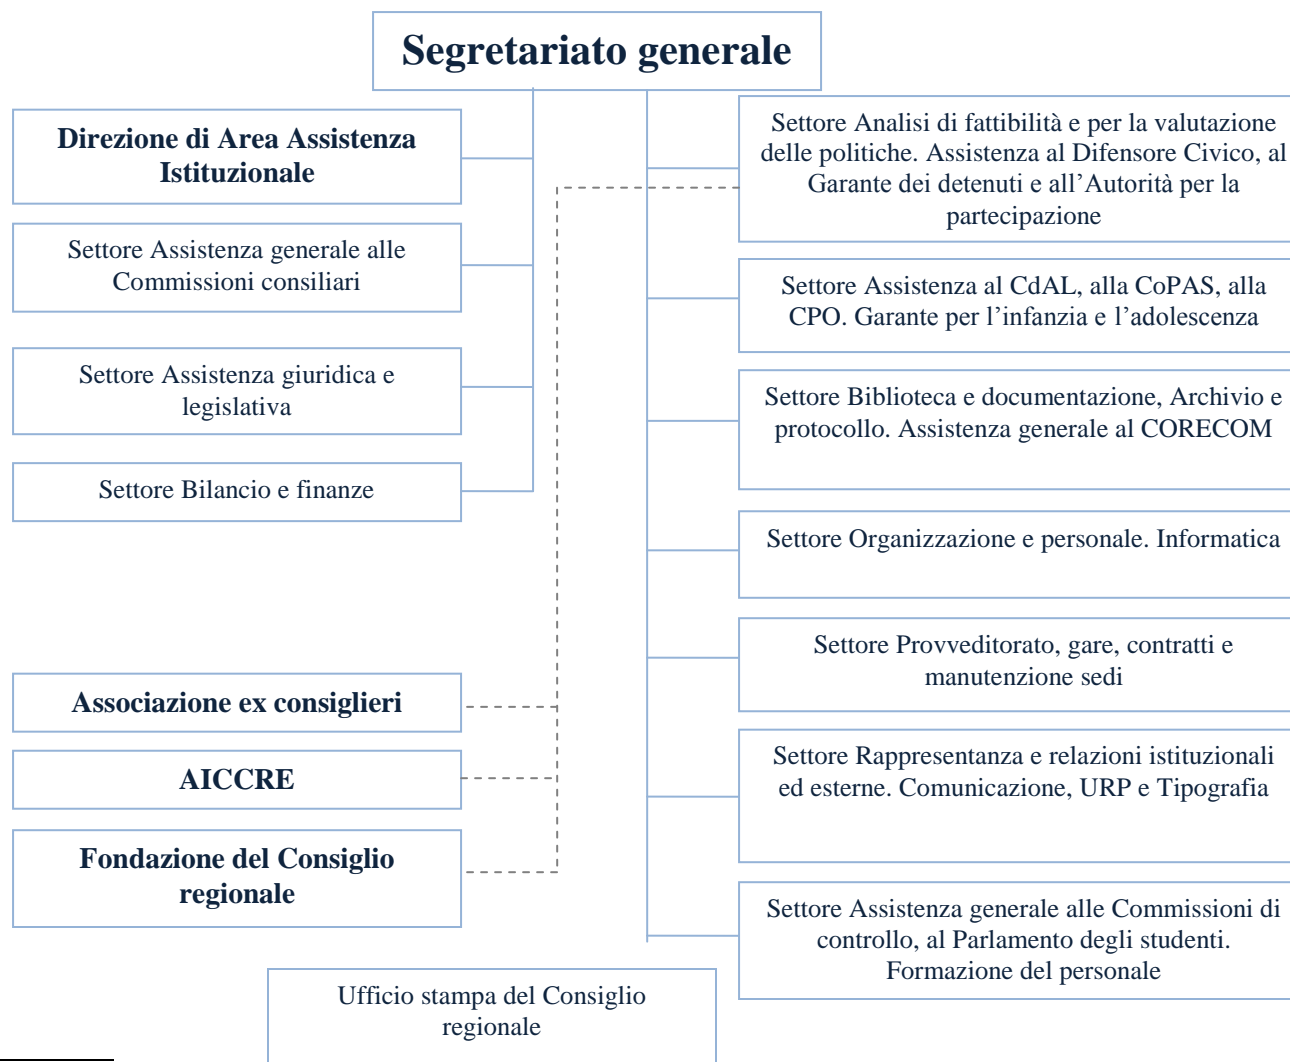 Segretariato generale
Direzione di Area Assistenza
Istituzionale
Settore Assistenza generale alle
Commissioni consiliari
Settore Assistenza giuridica e
legislativa
Settore Bilancio e finanze
Associazione ex consiglieri
AICCRE
Fondazione del Consiglio
regionale
Settore Analisi di fattibilità e per la valutazione
delle politiche. Assistenza al Difensore Civico, al
Garante dei detenuti e all’Autorità per la
partecipazione
Settore Assistenza al CdAL, alla CoPAS, alla
CPO. Garante per l’infanzia e l’adolescenza
Settore Biblioteca e documentazione, Archivio e
protocollo. Assistenza generale al CORECOM
Settore Organizzazione e personale. Informatica
Settore Provveditorato, gare, contratti e
manutenzione sedi
Settore Rappresentanza e relazioni istituzionali
ed esterne. Comunicazione, URP e Tipografia
Settore Assistenza generale alle Commissioni di
controllo, al Parlamento degli studenti.
Formazione del personale
Ufficio stampa del Consiglio
regionale